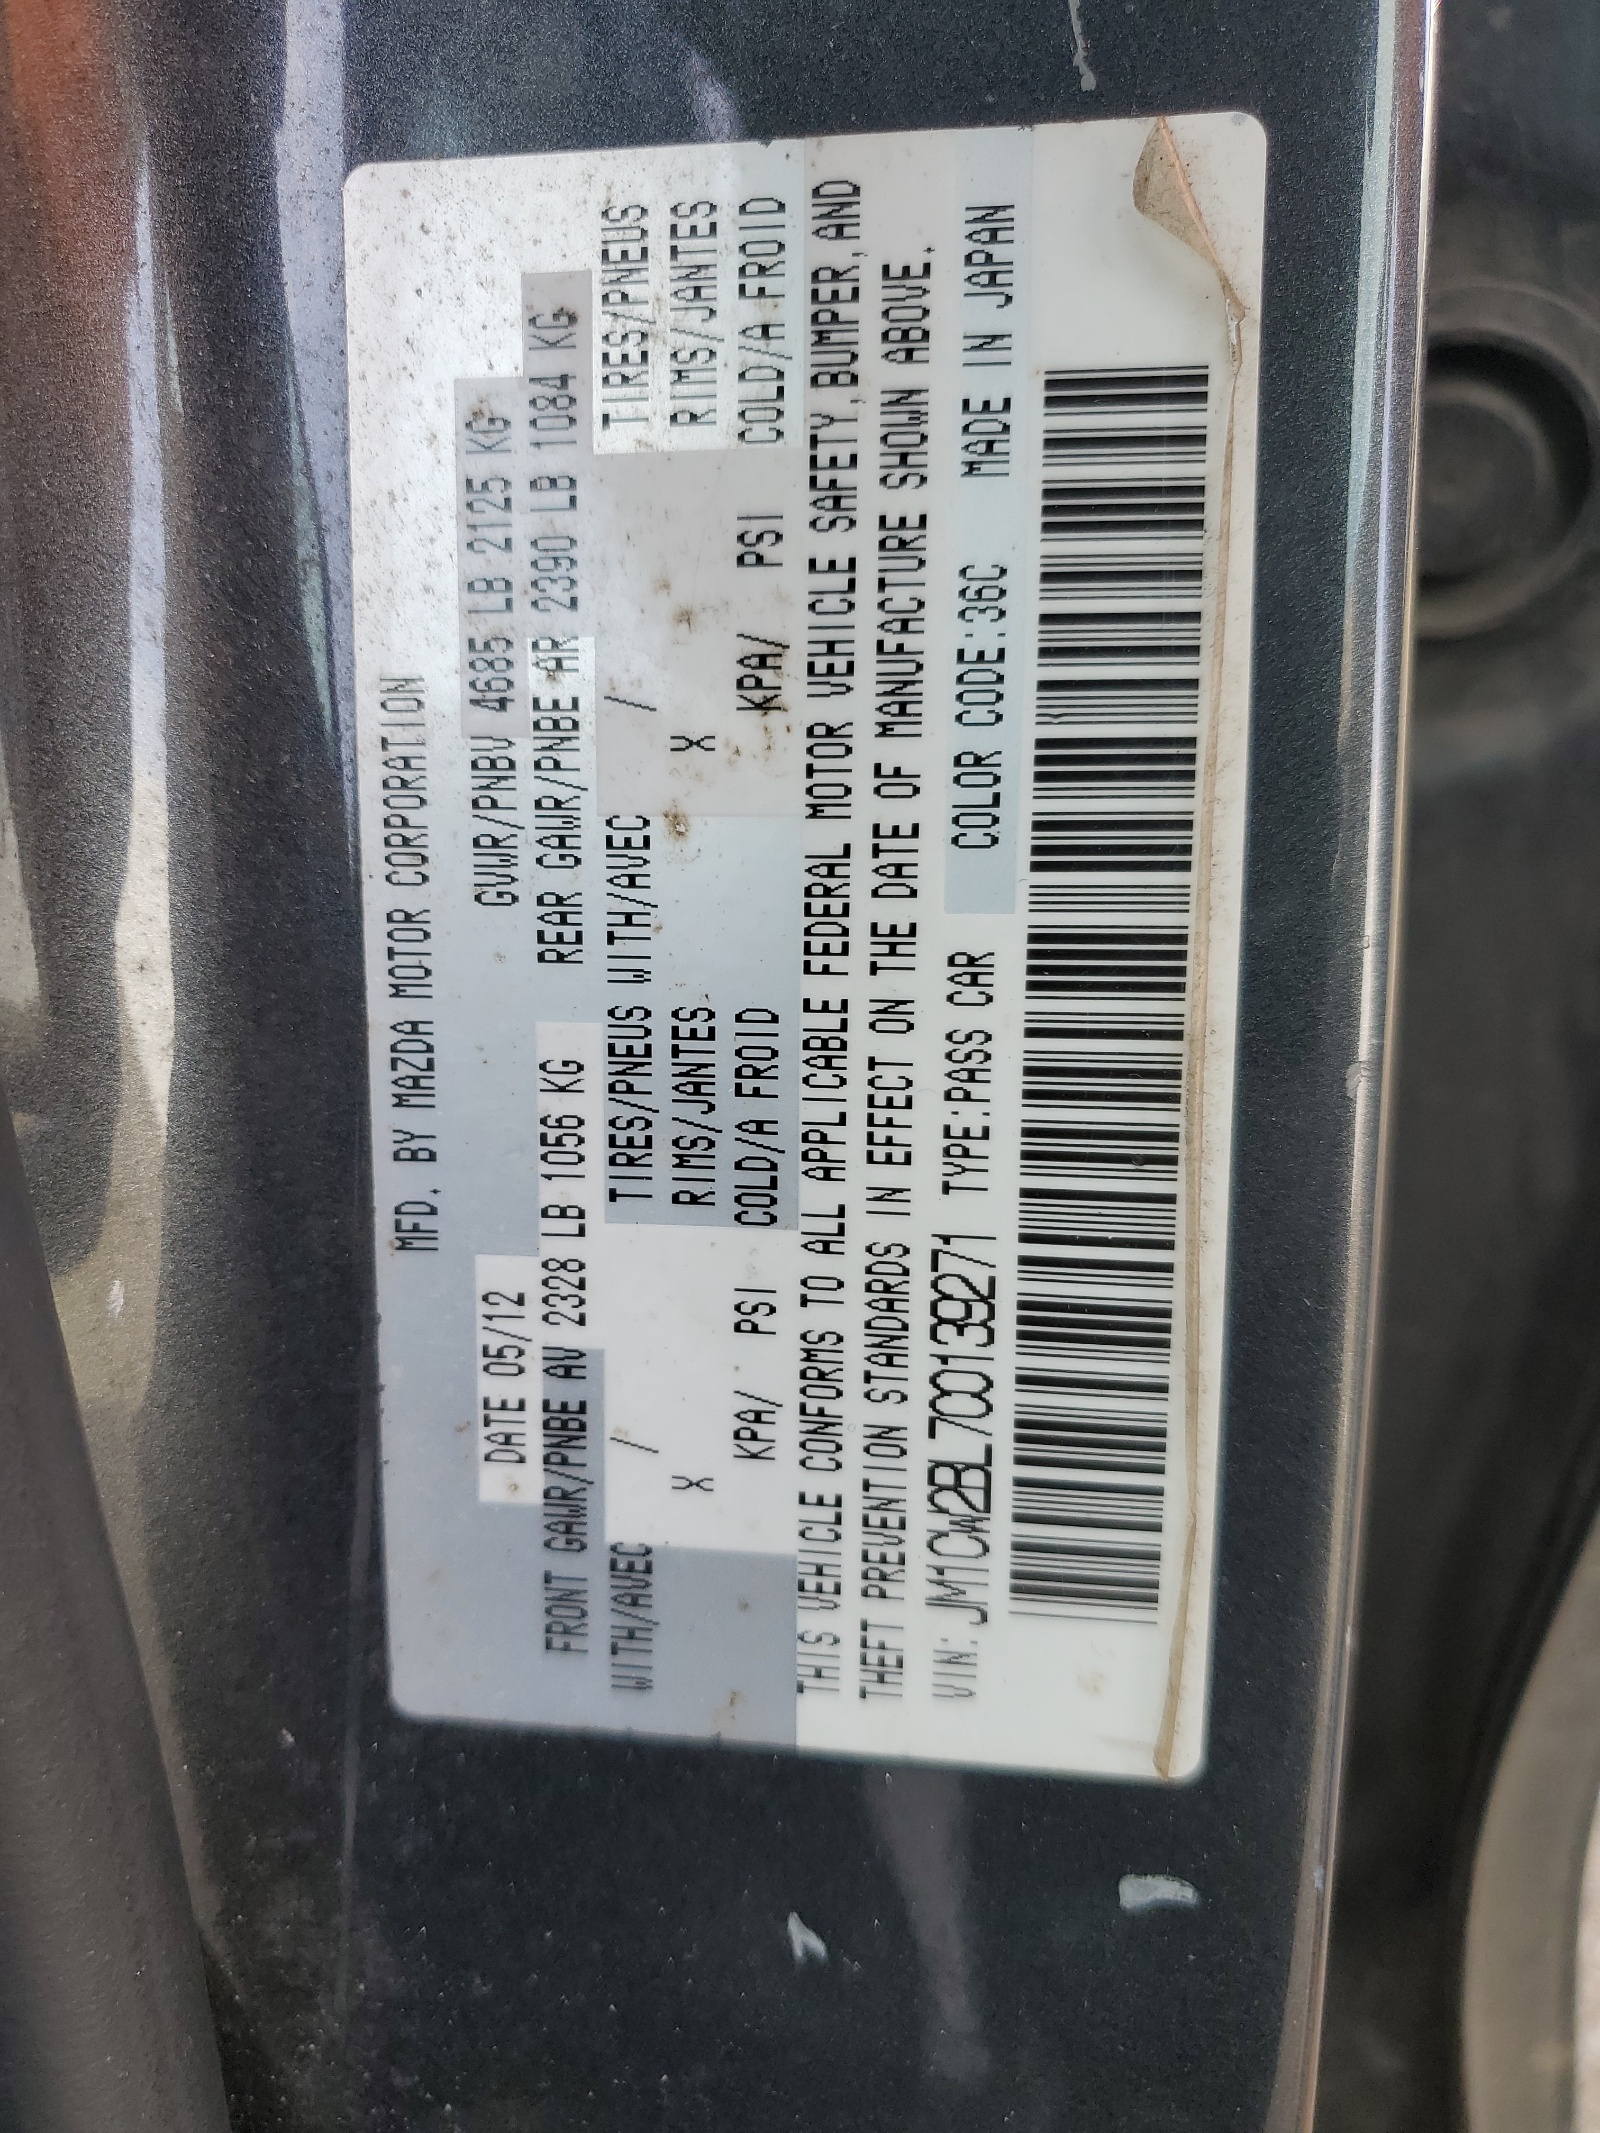 MFD. BY MAZDA MOTOR CORPORATION
DATE 05/12 GVWR/PNBV 4685 LB 2125 KG
FRONT GAWR/PNBE AV 2328 LB 1056 KG REAR GAWR/PNBE AR 2390 LB 1084 KG
WITH/AVEC / TIRES/PNEUS WITH/AVEC / TIRES/PNEUS
X RIMS/JANTES X RIMS/JANTES
KPA/ PSI COLD/A FROID KPA/ PSI COLD/A FROID
THIS VEHICLE CONFORMS TO ALL APPLICABLE FEDERAL MOTOR VEHICLE SAFETY,BUMPER,AND
THEFT PREVENTION STANDARDS IN EFFECT ON THE DATE OF MANUFACTURE SHOWN ABOVE.
VIN: JM1CW2BL7C0139271 TYPE:PASS CAR COLOR CODE:36C MADE IN JAPAN